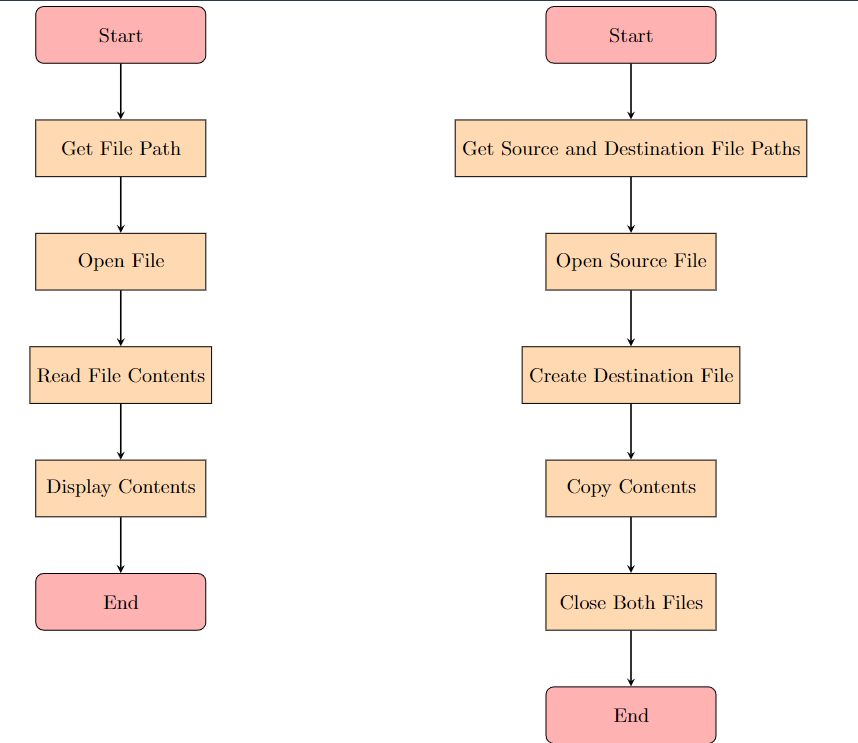 Start
Get File Path
Open File
Read File Contents
Display Contents
End
Start
Get Source and Destination File Paths
Open Source File
Create Destination File
Copy Contents
Close Both Files
End